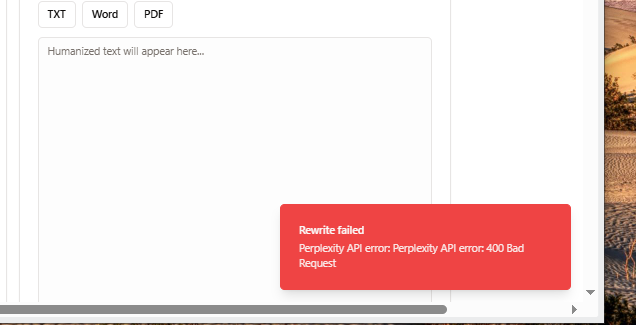 TXT
Word
PDF
Humanized text will appear here...
Rewrite failed
Perplexity API error: Perplexity API error: 400 Bad
Request